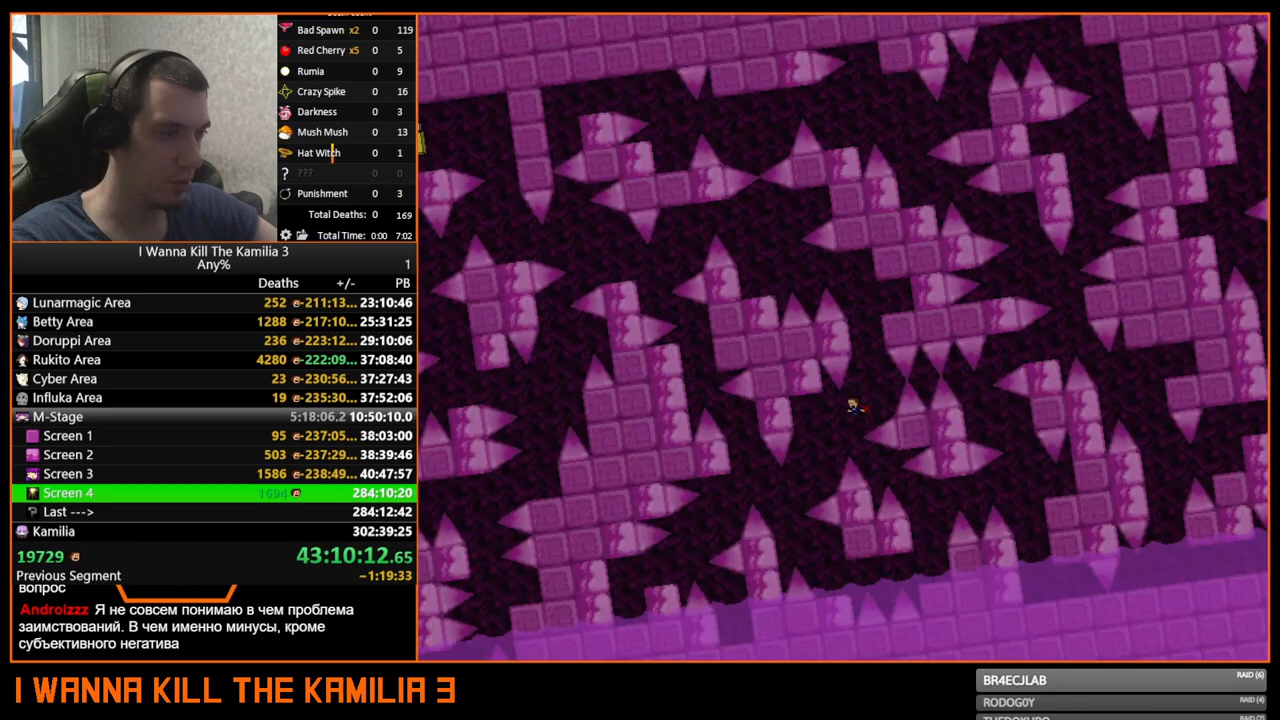 Bad Spawn x2 0 119
Red Cherry x5 0 5
Rumia 0 9
Crazy Spike 0 16
Darkness 0 3
Mush Mush 0 13
Hat Witch 0 1
??? 0 0
Punishment 0 3
Total Deaths: 0 169
Total Time: 0:00 7:02
I Wanna Kill The Kamilia 3
Any% 1
Deaths +/- PB
Lunarmagic Area 252 -211:13... 23:10:46
Betty Area 1288 -217:10... 25:31:25
Doruppi Area 236 -223:12... 29:10:06
Rukito Area 4280 -222:09... 37:08:40
Cyber Area 23 -230:56... 37:27:43
Influka Area 19 -235:30... 37:52:06
M-Stage 5:18:06.2 10:50:10.0
Screen 1 95 -237:05... 38:03:00
Screen 2 503 -237:29... 38:39:46
Screen 3 1586 -238:49... 40:47:57
Screen 4 1694 284:10:20
Last ---> 284:12:42
Kamilia 302:39:25
19729 43:10:12.65
Previous Segment −1:19:33
вопрос
Androizzz Я не совсем понимаю в чем проблема
заимствований. В чем именно минусы, кроме
субъективного негатива
I WANNA KILL THE KAMILIA 3
BR4ECJLAB RAID (6)
RODOG0Y RAID (4)